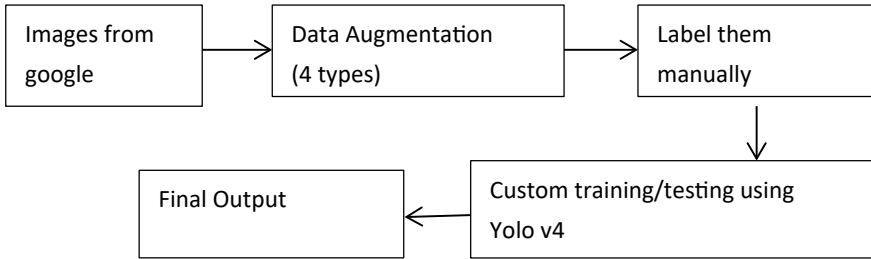 Images from
google
Data Augmentation
(4 types)
Label them
manually
Custom training/testing using
Yolo v4
Final Output